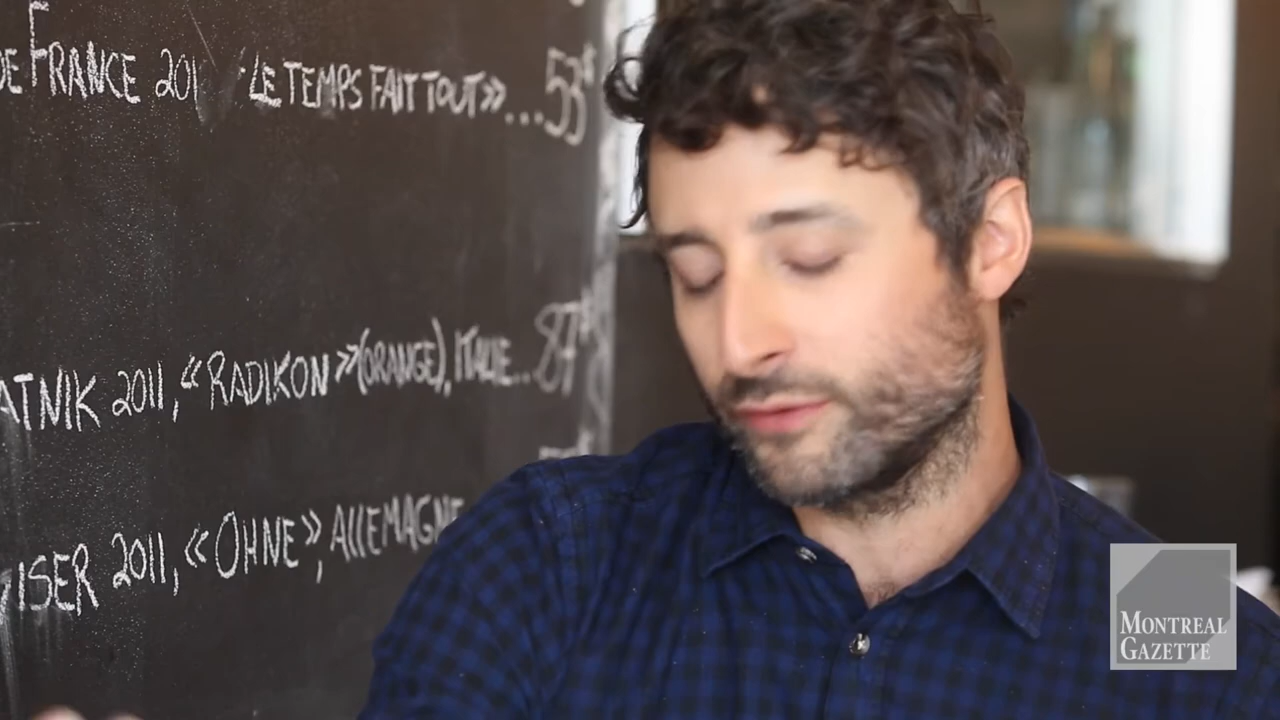 DE FRANCE 201 «LE TEMPS FAIT TOUT»...53$
ATNIK 2011, «RADIKON» (ORANGE), ITALIE...87$
ISER 2011, «OHNE», ALLEMAGNE
MONTREAL
GAZETTE